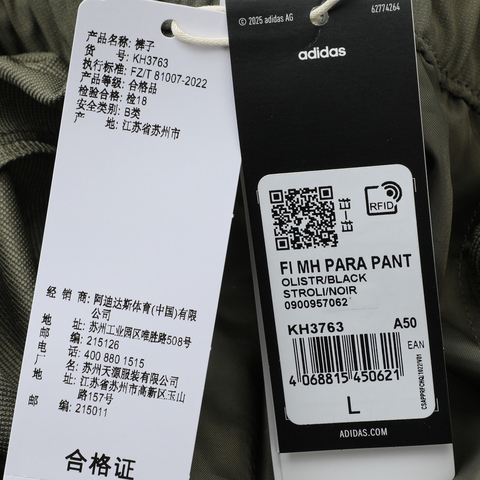 产品名称: 裤子
货 号: KH3763
执行标准: FZ/T 81007-2022
产品等级: 合格品
检验合格: 检18
安全类别: B类
产 地: 江苏省苏州市
经 销 商: 阿迪达斯体育(中国)有限公司
地 址: 苏州工业园区唯胜路508号
邮 编: 215126
电 话: 400 880 1515
名 称: 苏州天源服装有限公司
地 址: 江苏省苏州市高新区玉山路157号
邮 编: 215011
合格证
© 2025 adidas AG
62774264
adidas
RFID
FI MH PARA PANT
OLISTR/BLACK
STROLI/NOIR
0900957062
KH3763
A50
EAN
4 068815 450621
L
ADIDAS.COM